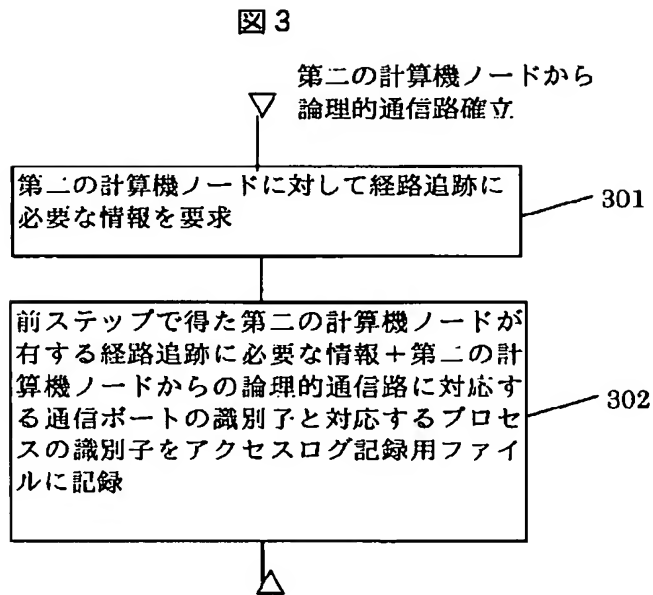 図3
第二の計算機ノードから
論理的通信路確立
第二の計算機ノードに対して経路追跡に
必要な情報を要求
301
前ステップで得た第二の計算機ノードが
有する経路追跡に必要な情報+第二の計
算機ノードからの論理的通信路に対応す
る通信ポートの識別子と対応するプロセ
スの識別子をアクセスログ記録用ファイ
ルに記録
302